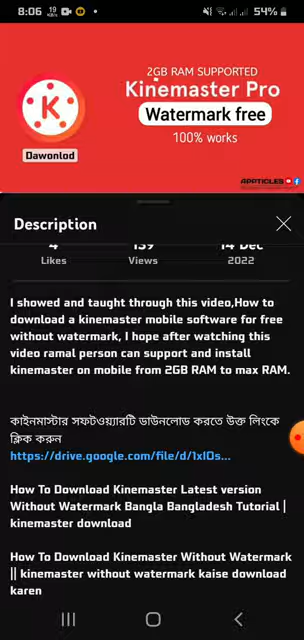 8:06 19 KB/s 54%
2GB RAM SUPPORTED
Kinemaster Pro
K
Watermark free
Dawonlod
100% works
APPTICLES
Description
4 139 14 Dec
Likes Views 2022
I showed and taught through this video,How to
download a kinemaster mobile software for free
without watermark, I hope after watching this
video ramal person can support and install
kinemaster on mobile from 2GB RAM to max RAM.
কাইনমাস্টার সফটওয়্যারটি ডাউনলোড করতে উক্ত লিংকে
ক্লিক করুন
https://drive.google.com/file/d/1xIOs...
How To Download Kinemaster Latest version
Without Watermark Bangla Bangladesh Tutorial |
kinemaster download
How To Download Kinemaster Without Watermark
|| kinemaster without watermark kaise download
karen